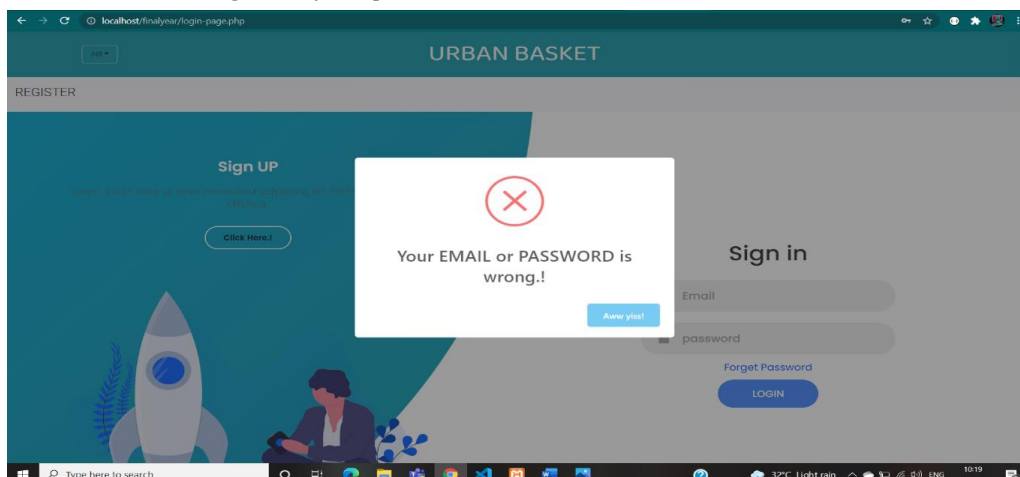 localhost/finalyear/login-page.php
URBAN BASKET
REGISTER
Sign UP
Click Here.!
Your EMAIL or PASSWORD is
wrong.!
Aww yiss!
Sign in
Email
password
Forget Password
LOGIN
Type here to search
32°C Light rain
ENG
10:19